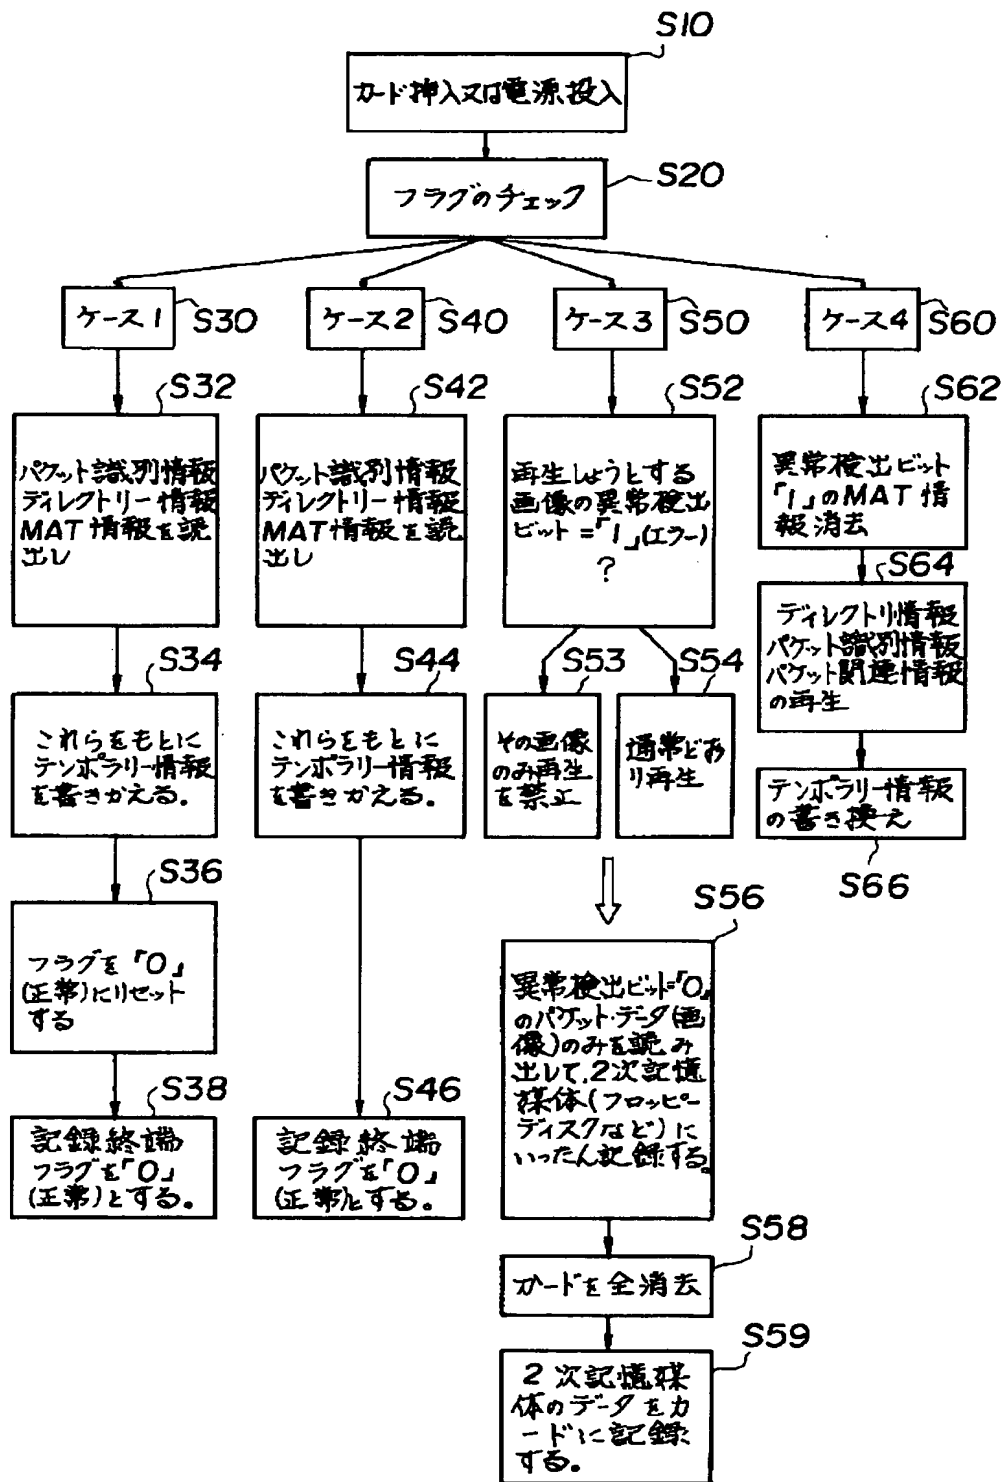 S10
カード挿入又は電源投入
S20
フラグのチェック
ケース1
S30
ケース2
S40
ケース3
S50
ケース4
S60
S32
パケット識別情報
ディレクトリー情報
MAT情報を読
出し
S42
パケット識別情報
ディレクトリー情報
MAT情報を読
出し
S52
再生しょうとする
画像の異常検出
ビット=「1」(エラー)
?
S62
異常検出ビット
「1」のMAT情
報消去
S34
これらをもとに
テンポラリー情報
を書きかえる。
S44
これらをもとに
テンポラリー情報
を書きかえる。
S53
その画像
のみ再生
を禁止
S54
通常どお
り再生
S64
ディレクトリ情報
パケット識別情報
パケット関連情報
の再生
テンポラリー情報
の書き換え
S66
S36
フラグを「0」
(正常)にリセット
する
S56
異常検出ビット=「0」
のパケット・データ(画
像)のみを読み
出して、2次記憶
媒体(フロッピー
ディスクなど)に
いったん記録する。
S38
記録終端
フラグを「0」
(正常)とする。
S46
記録終端
フラグを「0」
(正常)とする。
S58
カードを全消去
S59
2次記憶媒
体のデータをカ
ードに記録
する。